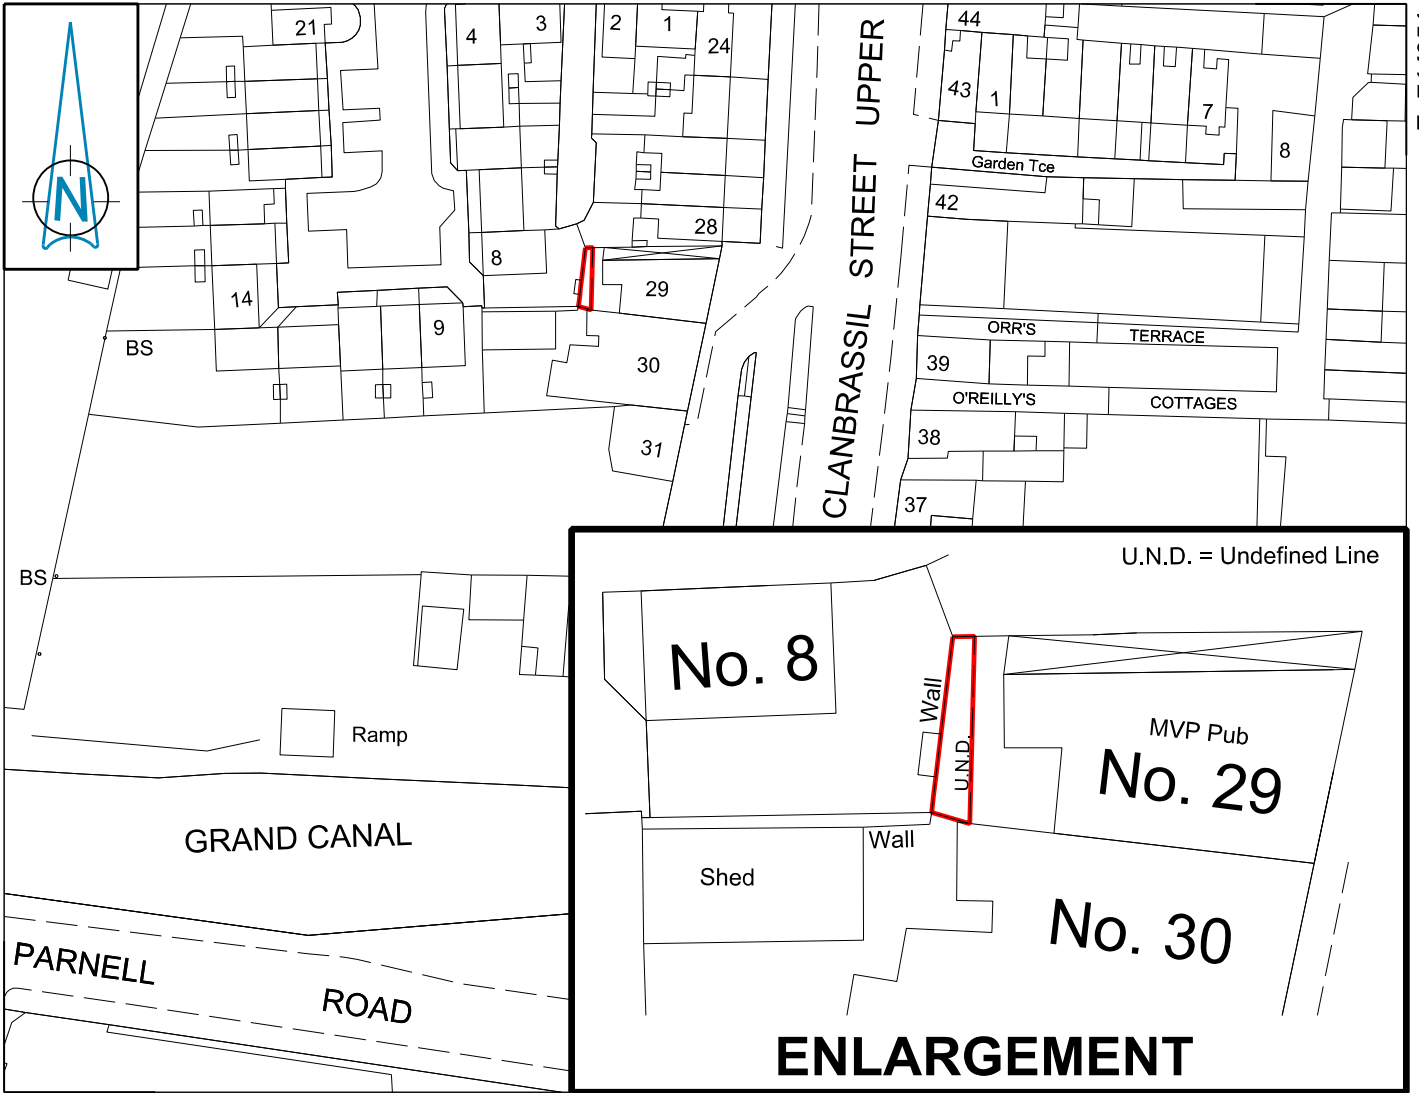 21
4
3
2
1
24
44
43
1
7
8
Garden Tce
N
42
28
8
14
29
9
BS
30
31
CLANBRASSIL STREET UPPER
ORR'S TERRACE
39
O'REILLY'S COTTAGES
38
37
BS
Ramp
GRAND CANAL
PARNELL ROAD
U.N.D. = Undefined Line
No. 8
Wall
U.N.D.
MVP Pub
No. 29
Wall
Shed
No. 30
ENLARGEMENT